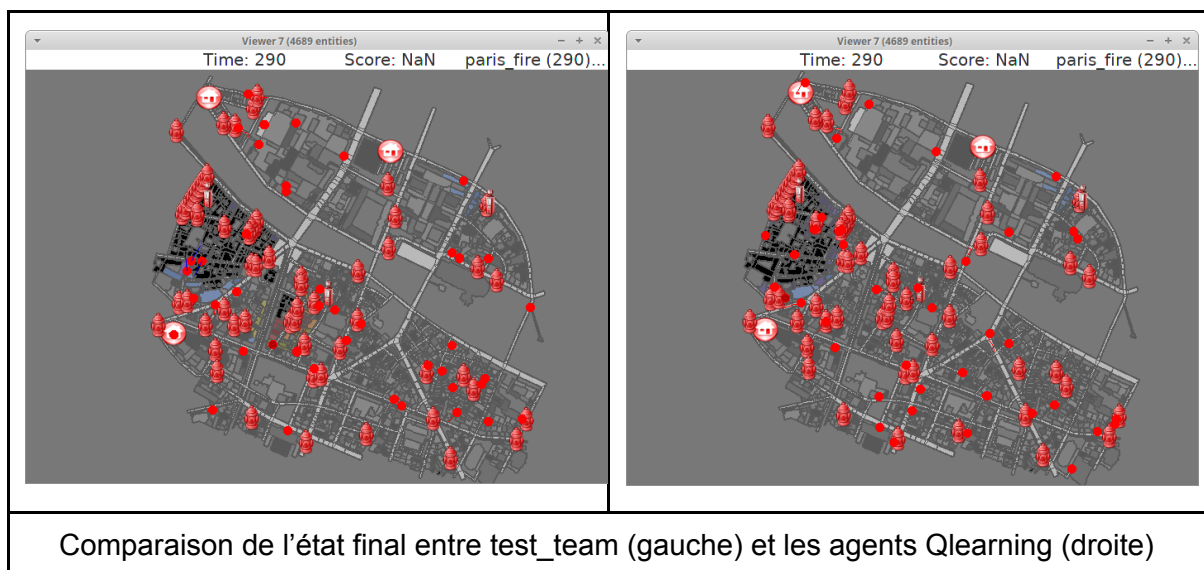 Viewer 7 (4689 entities)
Time: 290 Score: NaN paris_fire (290)...
Viewer 7 (4689 entities)
Time: 290 Score: NaN paris_fire (290)...
Comparaison de l’état final entre test_team (gauche) et les agents Qlearning (droite)